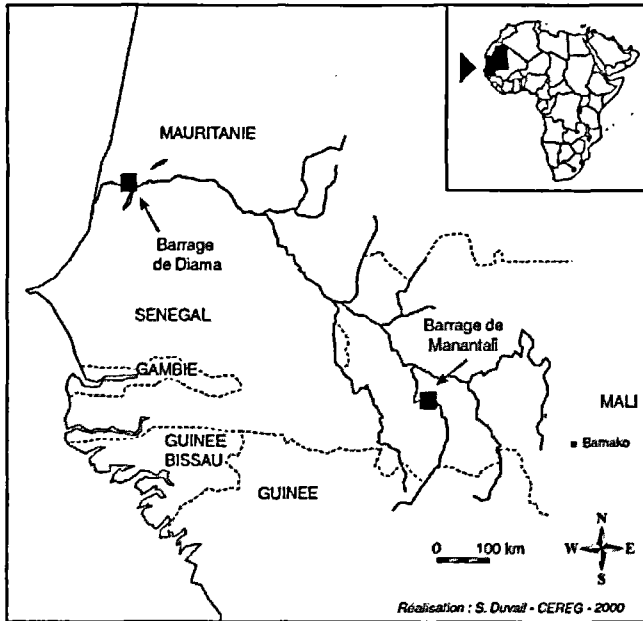 MAURITANIE
Barrage
de Diama
SENEGAL
Barrage de
Manantali
GAMBIE
MALI
Bamako
GUINEE
BISSAU
GUINEE
0 100 km
N
W E
S
Réalisation : S. Duvail - CEREG - 2000